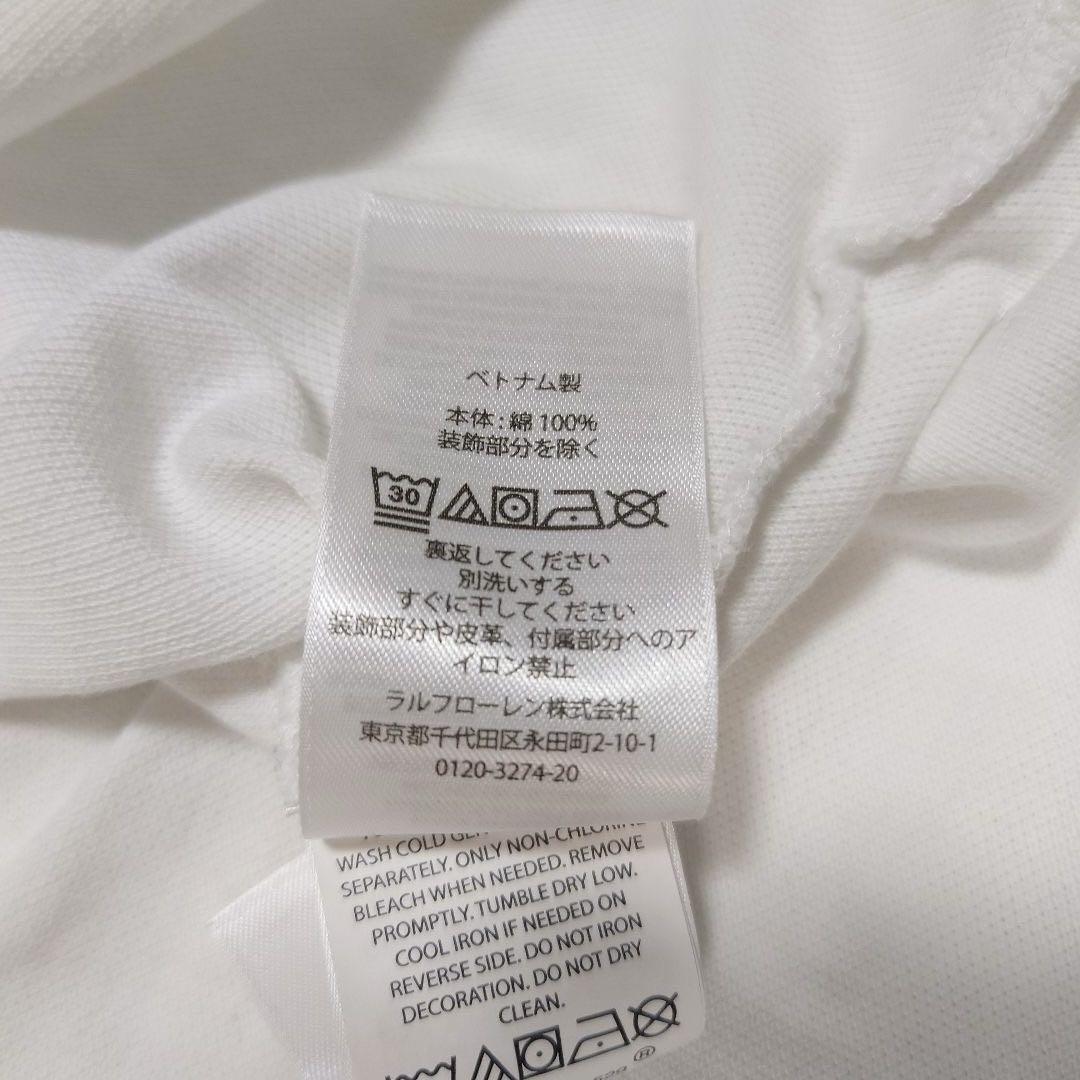 ベトナム製
本体 : 綿 100%
装飾部分を除く
30
裏返してください
別洗いする
すぐに干してください
装飾部分や皮革、付属部分へのア
イロン禁止
ラルフローレン株式会社
東京都千代田区永田町2-10-1
0120-3274-20
WASH COLD
SEPARATELY. ONLY NON-CHLORINE
BLEACH WHEN NEEDED. REMOVE
PROMPTLY. TUMBLE DRY LOW.
COOL IRON IF NEEDED ON
REVERSE SIDE. DO NOT IRON
DECORATION. DO NOT DRY
CLEAN.